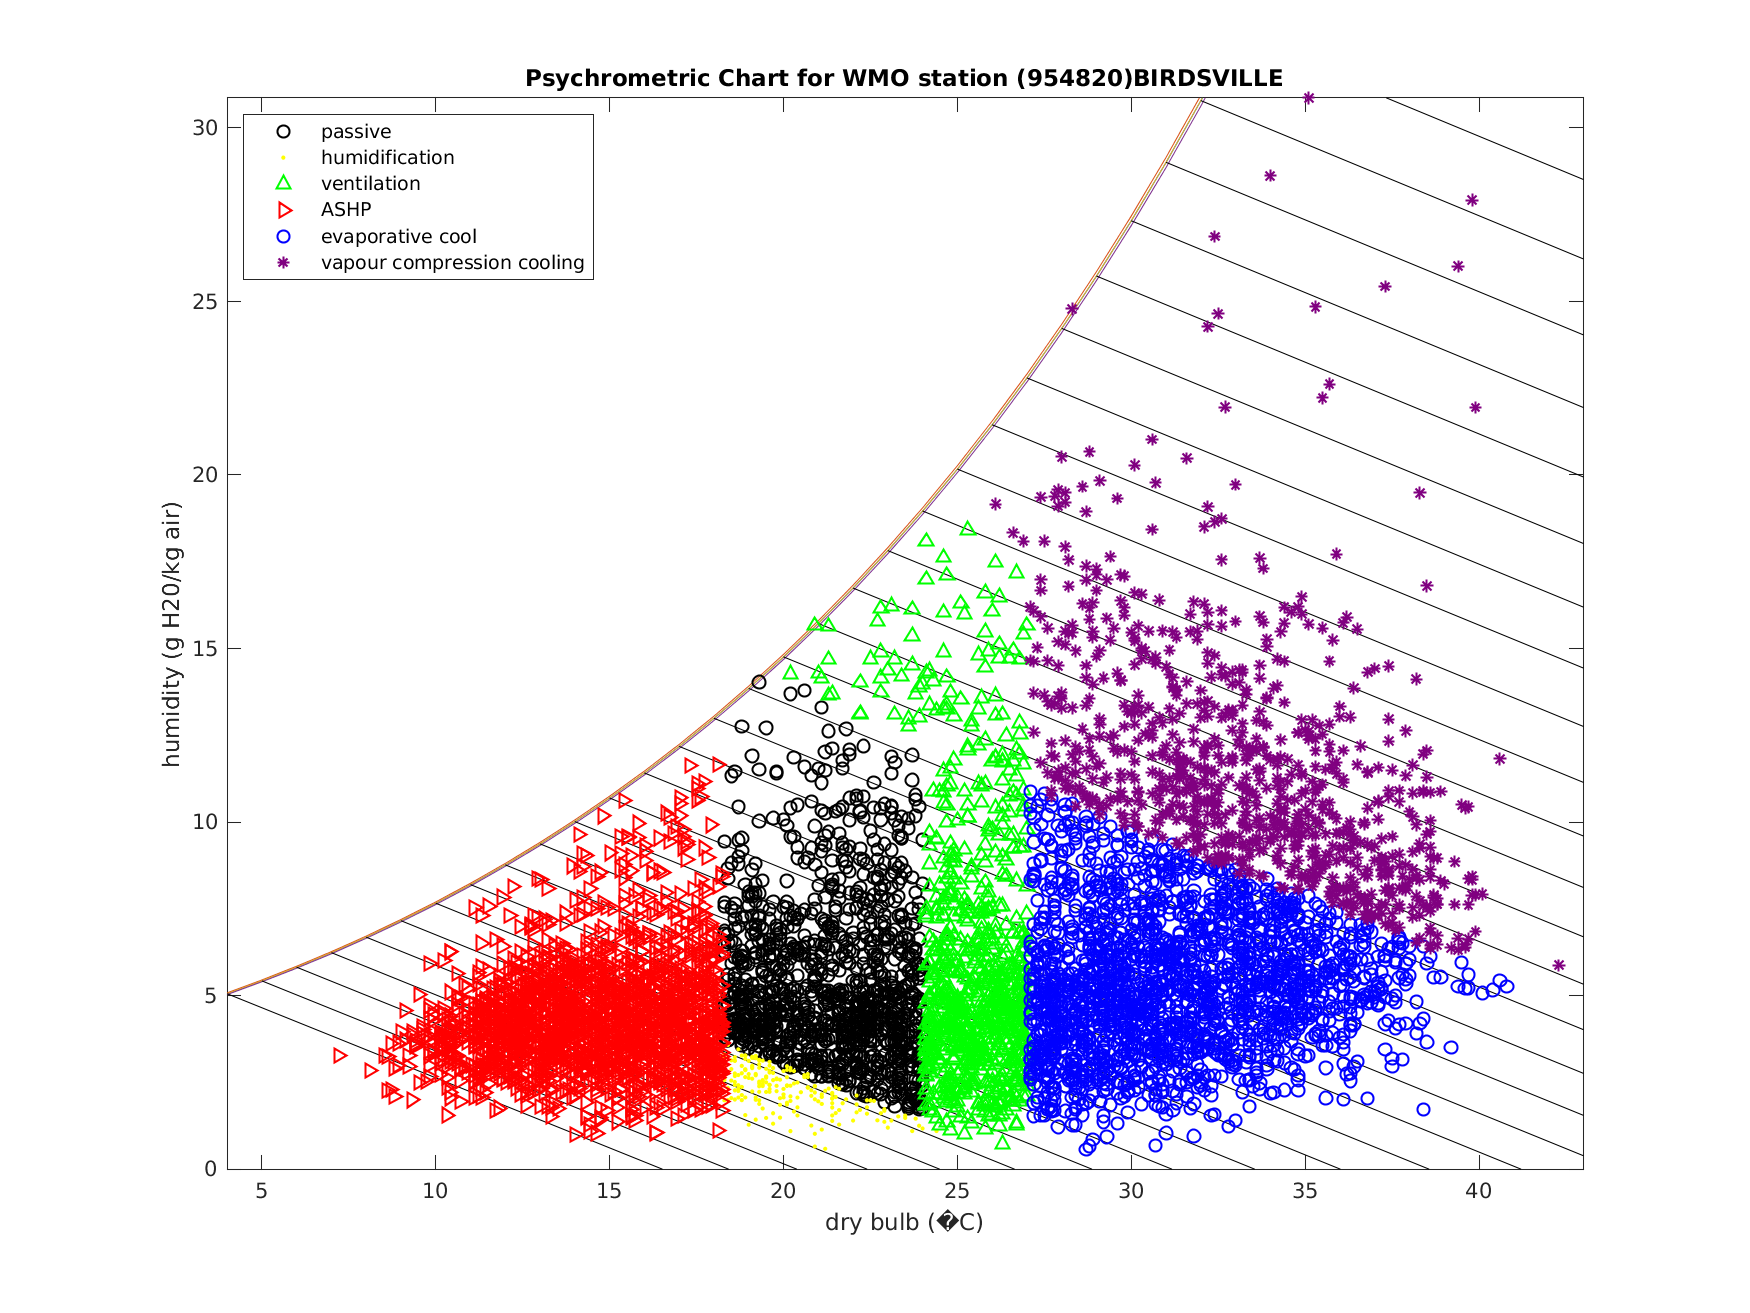 Psychrometric Chart for WMO station (954820)BIRDSVILLE
passive
humidification
ventilation
ASHP
evaporative cool
vapour compression cooling
humidity (g H20/kg air)
30
25
20
15
10
5
0
5 10 15 20 25 30 35 40
dry bulb (�C)